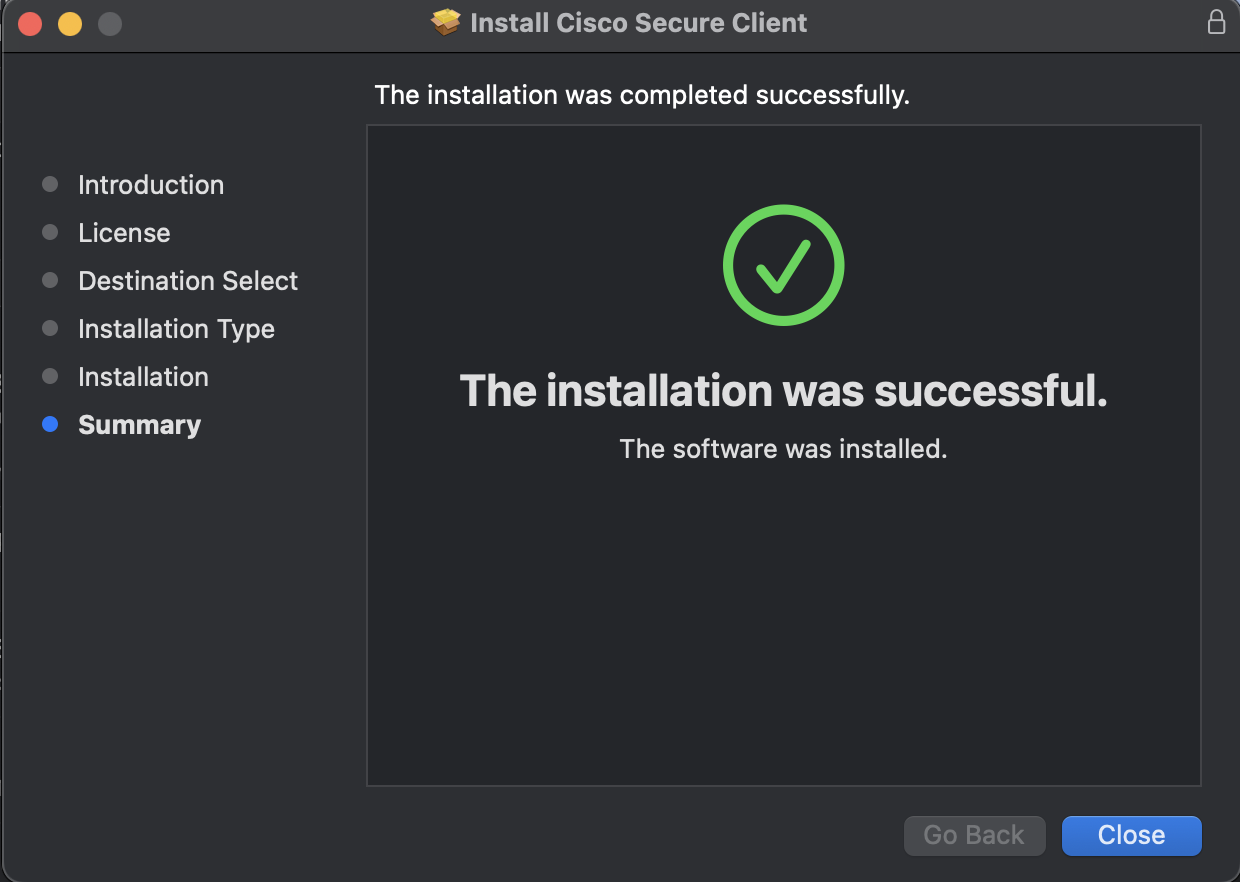 Install Cisco Secure Client
The installation was completed successfully.
Introduction
License
Destination Select
Installation Type
Installation
Summary
The installation was successful.
The software was installed.
Go Back
Close